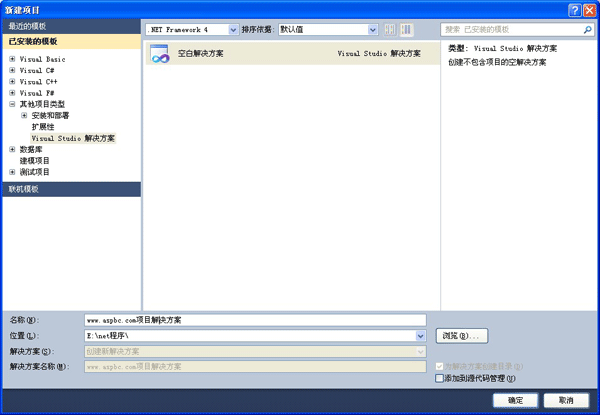 新建项目
最近的模板
已安装的模板
Visual Basic
Visual C#
Visual C++
Visual F#
其他项目类型
安装和部署
扩展性
Visual Studio 解决方案
数据库
建模项目
测试项目
联机模板
.NET Framework 4 排序依据: 默认值
空白解决方案 Visual Studio 解决方案
搜索 已安装的模板
类型: Visual Studio 解决方案
创建不包含项目的空解决方案
名称(N): www.aspbc.com项目解决方案
位置(L): E:\net程序\ 浏览(B)...
解决方案(S): 创建新解决方案
解决方案名称(M): www.aspbc.com项目解决方案
为解决方案创建目录(D)
添加到源代码管理(U)
确定 取消